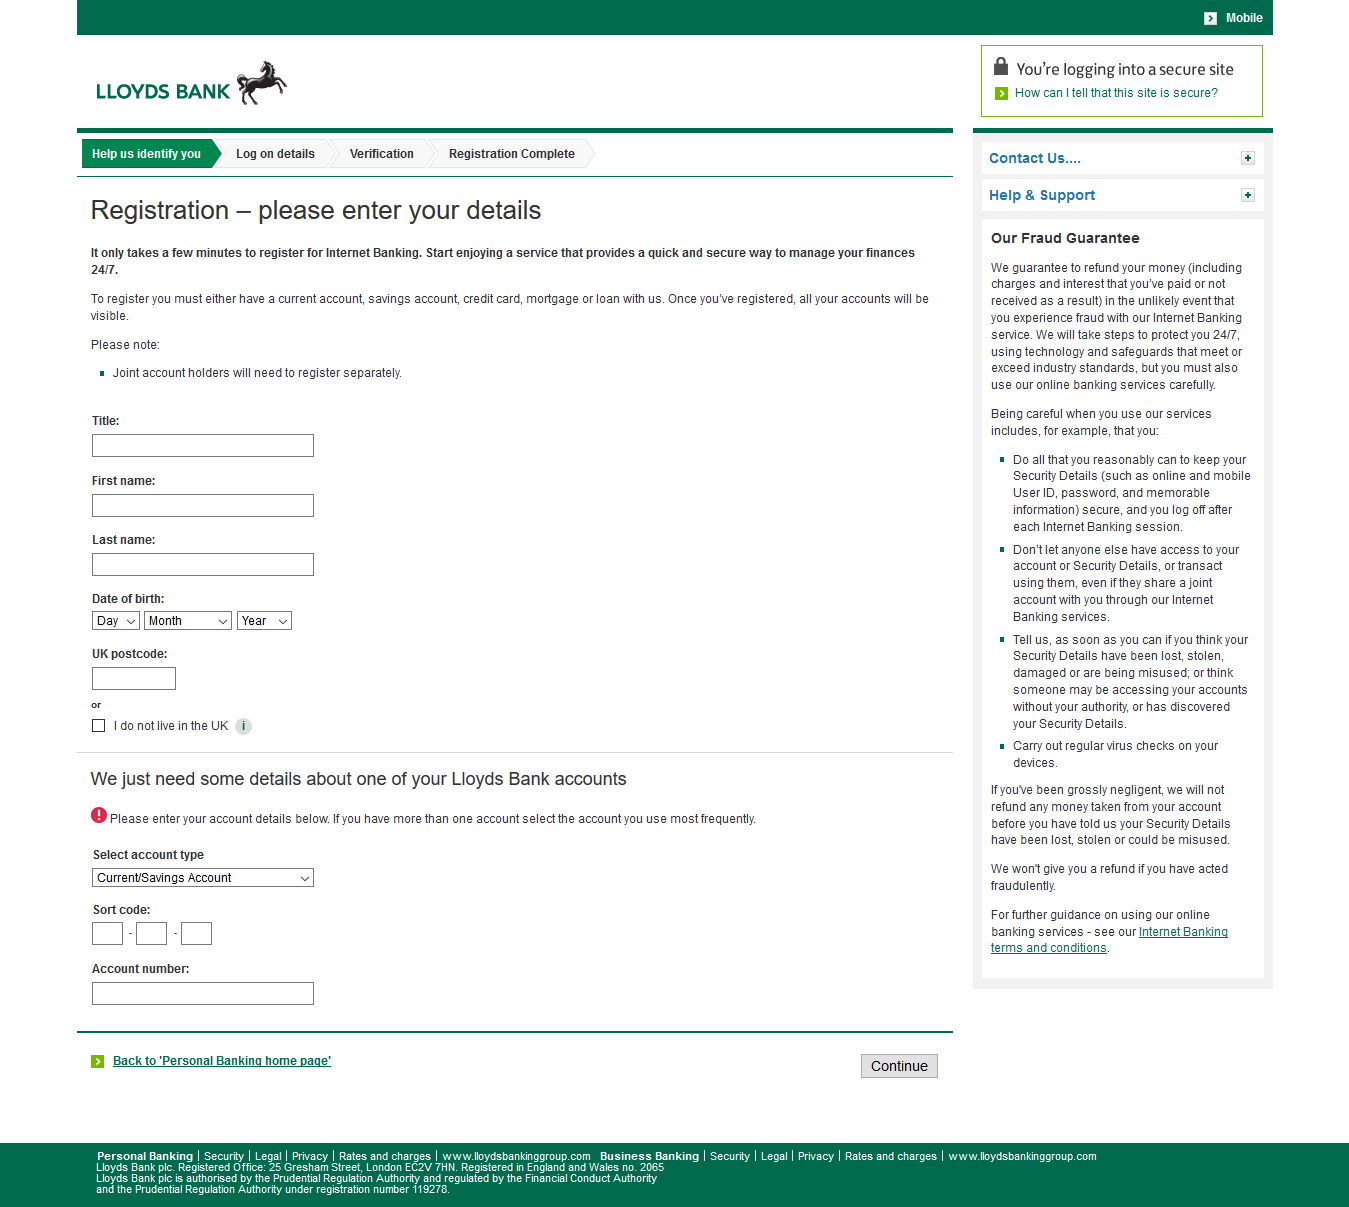 Mobile
LLOYDS BANK
You're logging into a secure site
How can I tell that this site is secure?
Help us identify you
Log on details
Verification
Registration Complete
Registration – please enter your details
It only takes a few minutes to register for Internet Banking. Start enjoying a service that provides a quick and secure way to manage your finances
24/7.
To register you must either have a current account, savings account, credit card, mortgage or loan with us. Once you've registered, all your accounts will be
visible.
Please note:
Joint account holders will need to register separately.
Title:
First name:
Last name:
Date of birth:
Day Month Year
UK postcode:
or
I do not live in the UK i
We just need some details about one of your Lloyds Bank accounts
Please enter your account details below. If you have more than one account select the account you use most frequently.
Select account type
Current/Savings Account
Sort code:
- -
Account number:
Back to 'Personal Banking home page'
Continue
Contact Us....
Help & Support
Our Fraud Guarantee
We guarantee to refund your money (including
charges and interest that you've paid or not
received as a result) in the unlikely event that
you experience fraud with our Internet Banking
service. We will take steps to protect you 24/7,
using technology and safeguards that meet or
exceed industry standards, but you must also
use our online banking services carefully.
Being careful when you use our services
includes, for example, that you:
Do all that you reasonably can to keep your
Security Details (such as online and mobile
User ID, password, and memorable
information) secure, and you log off after
each Internet Banking session.
Don't let anyone else have access to your
account or Security Details, or transact
using them, even if they share a joint
account with you through our Internet
Banking services.
Tell us, as soon as you can if you think your
Security Details have been lost, stolen,
damaged or are being misused; or think
someone may be accessing your accounts
without your authority, or has discovered
your Security Details.
Carry out regular virus checks on your
devices.
If you've been grossly negligent, we will not
refund any money taken from your account
before you have told us your Security Details
have been lost, stolen or could be misused.
We won't give you a refund if you have acted
fraudulently.
For further guidance on using our online
banking services - see our Internet Banking
terms and conditions.
Personal Banking | Security | Legal | Privacy | Rates and charges | www.lloydsbankinggroup.com Business Banking | Security | Legal | Privacy | Rates and charges | www.lloydsbankinggroup.com
Lloyds Bank plc. Registered Office: 25 Gresham Street, London EC2V 7HN. Registered in England and Wales no. 2065
Lloyds Bank plc is authorised by the Prudential Regulation Authority and regulated by the Financial Conduct Authority
and the Prudential Regulation Authority under registration number 119278.